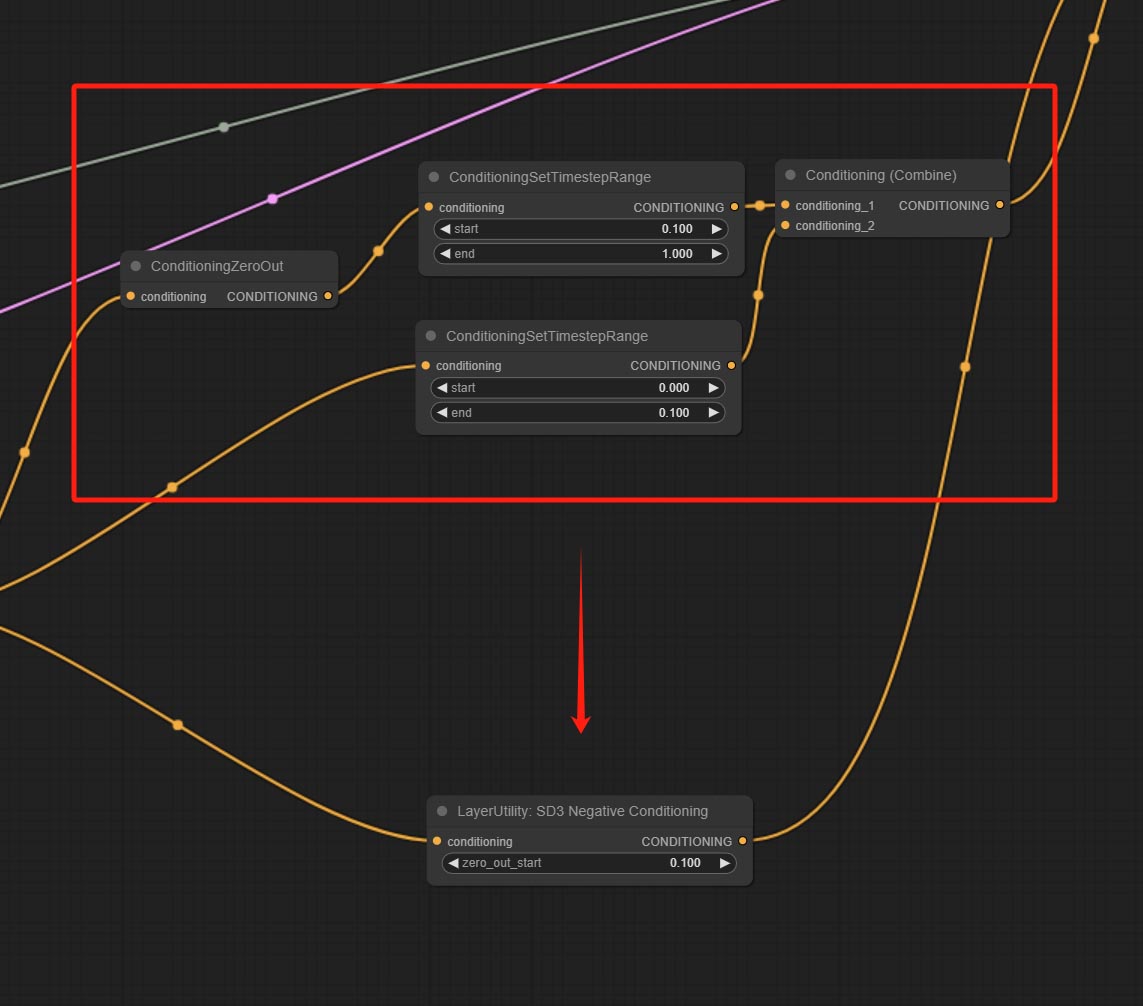 ConditioningSetTimestepRange
conditioning CONDITIONING
start 0.100
end 1.000
Conditioning (Combine)
conditioning_1 CONDITIONING
conditioning_2
ConditioningZeroOut
conditioning CONDITIONING
ConditioningSetTimestepRange
conditioning CONDITIONING
start 0.000
end 0.100
LayerUtility: SD3 Negative Conditioning
conditioning CONDITIONING
zero_out_start 0.100